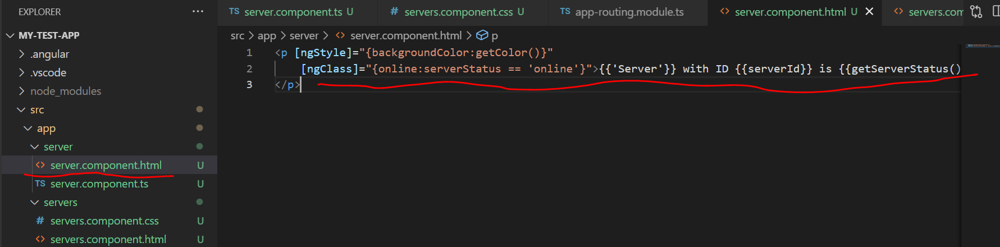 EXPLORER ...
MY-TEST-APP
.angular
.vscode
node_modules
src
app
server
server.component.html U
TS server.component.ts U
servers
# servers.component.css U
servers.component.html U
TS server.component.ts U # servers.component.css U TS app-routing.module.ts <> server.component.html U × <> servers.com
src > app > server > <> server.component.html > p
1 <p [ngStyle]="{backgroundColor:getColor()}"
2 [ngClass]="{online:serverStatus == 'online'}">{{'Server'}} with ID {{serverId}} is {{getServerStatus()
3 </p>